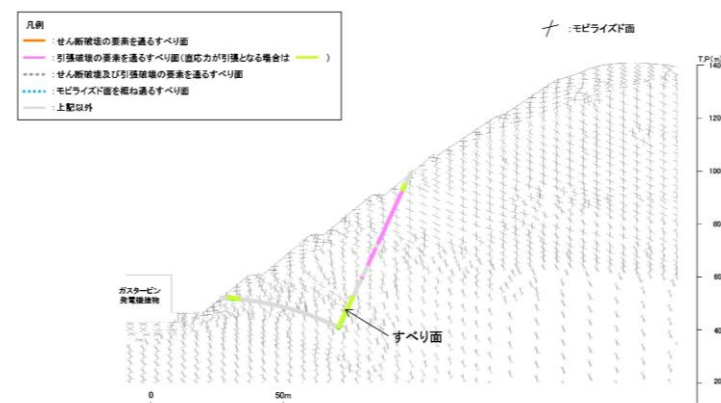 凡例
：せん断破壊の要素を通るすべり面
：引張破壊の要素を通るすべり面(直応力が引張となる場合は　　)
：せん断破壊及び引張破壊の要素を通るすべり面
：モビライズド面を概ね通るすべり面
：上記以外
：モビライズド面
T.P(m)
140
120
100
80
60
40
20
ガスタービン
発電機建物
すべり面
0
50m